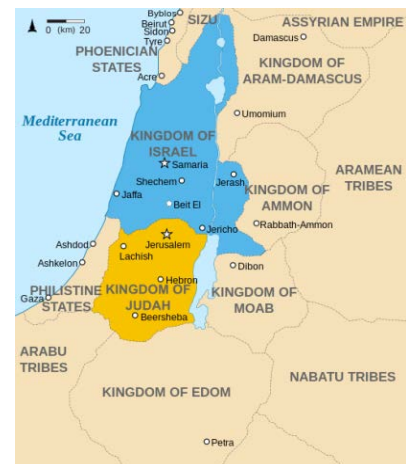 0 (km) 20
Byblos
Beirut
Sidon
Tyre
SIZU
ASSYRIAN EMPIRE
PHOENICIAN
STATES
Damascus
KINGDOM OF
ARAM-DAMASCUS
Acre
Mediterranean
Sea
Umomium
KINGDOM OF
ISRAEL
Samaria
Shechem
Jerash
ARAMEAN
TRIBES
Jaffa
Beit El
KINGDOM OF
AMMON
Rabbath-Ammon
Jericho
Ashdod
Jerusalem
Lachish
Ashkelon
Dibon
PHILISTINE
STATES
Gaza
Hebron
KINGDOM OF
JUDAH
KINGDOM OF
MOAB
Beersheba
ARABU
TRIBES
NABATU TRIBES
KINGDOM OF EDOM
Petra